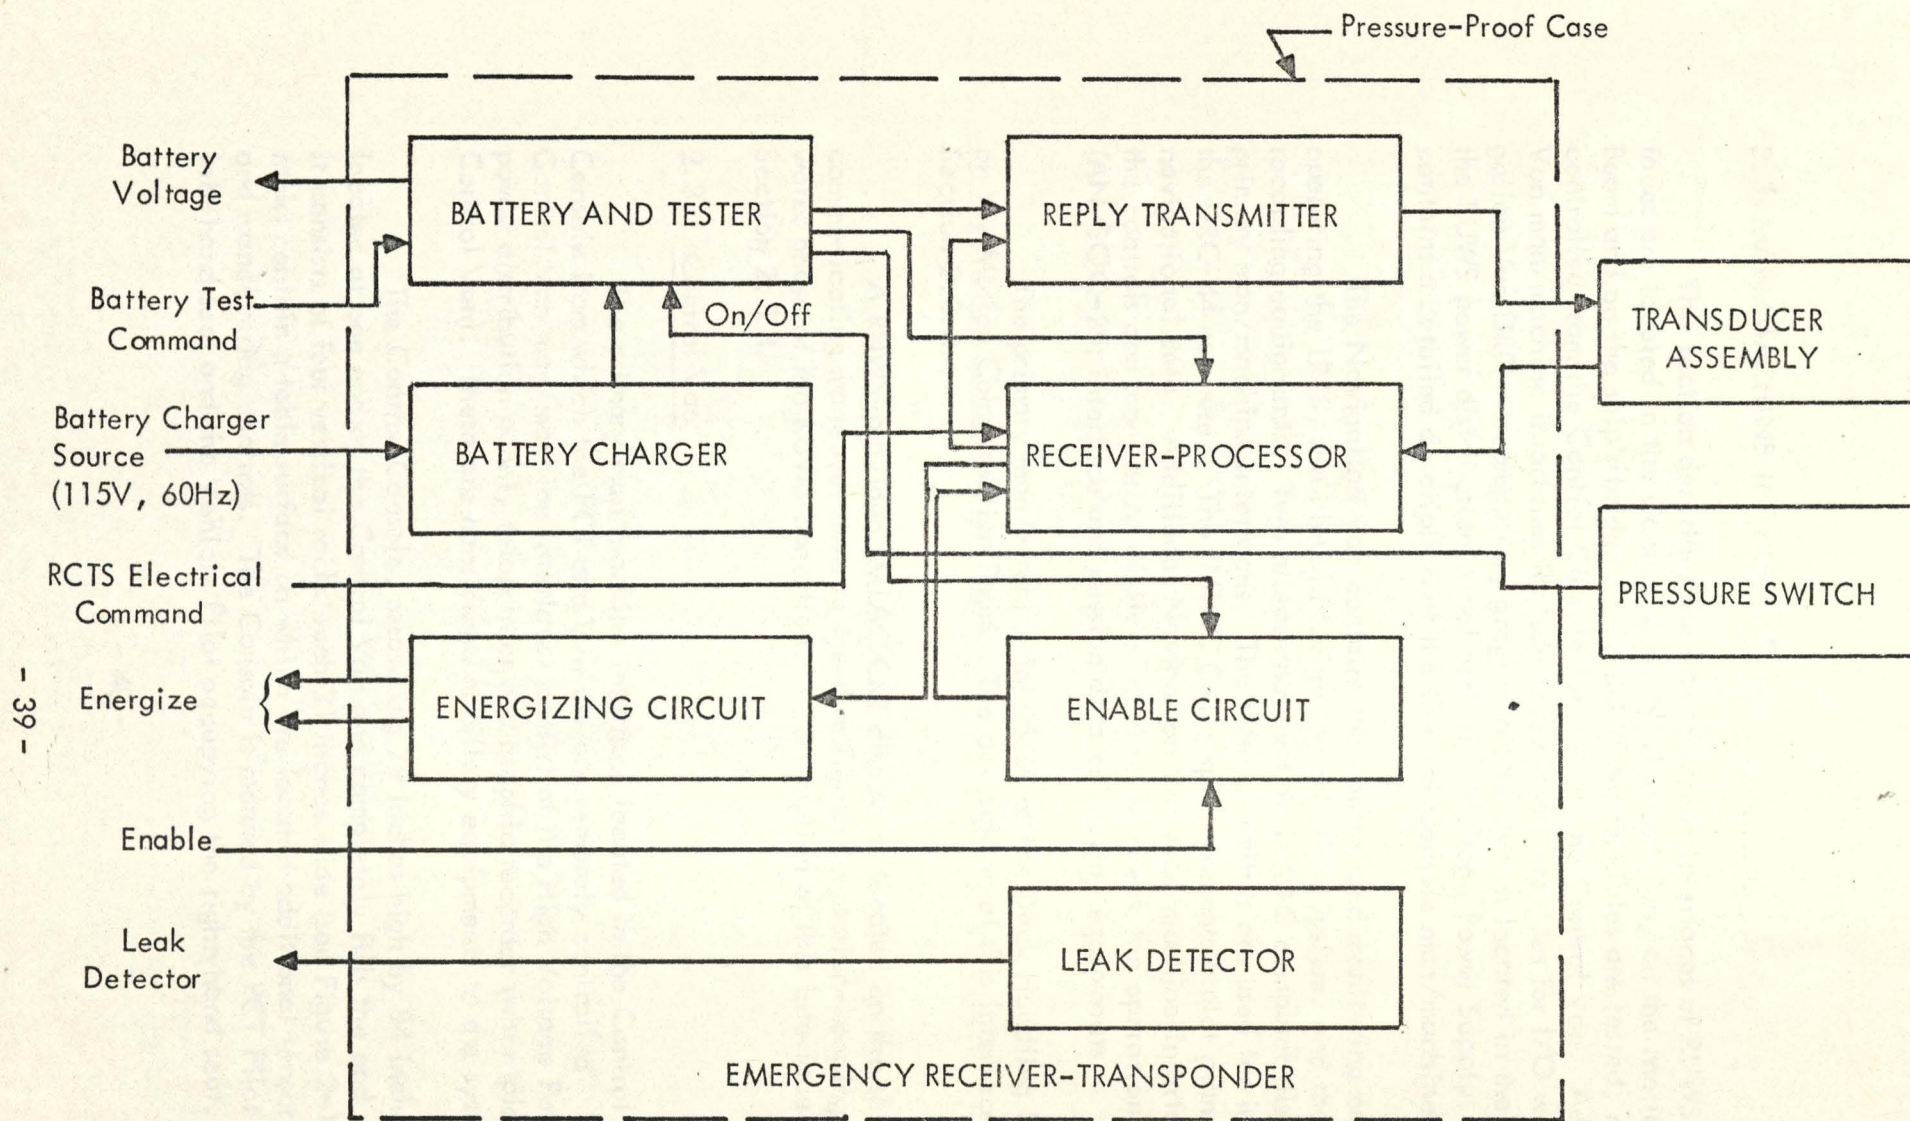 Pressure-Proof Case
Battery
Voltage
BATTERY AND TESTER
REPLY TRANSMITTER
Battery Test
Command
On/Off
TRANSDUCER
ASSEMBLY
Battery Charger
Source
(115V, 60Hz)
BATTERY CHARGER
RECEIVER-PROCESSOR
RCTS Electrical
Command
PRESSURE SWITCH
Energize
ENERGIZING CIRCUIT
ENABLE CIRCUIT
Enable
Leak
Detector
LEAK DETECTOR
EMERGENCY RECEIVER-TRANSPONDER
- 39 -